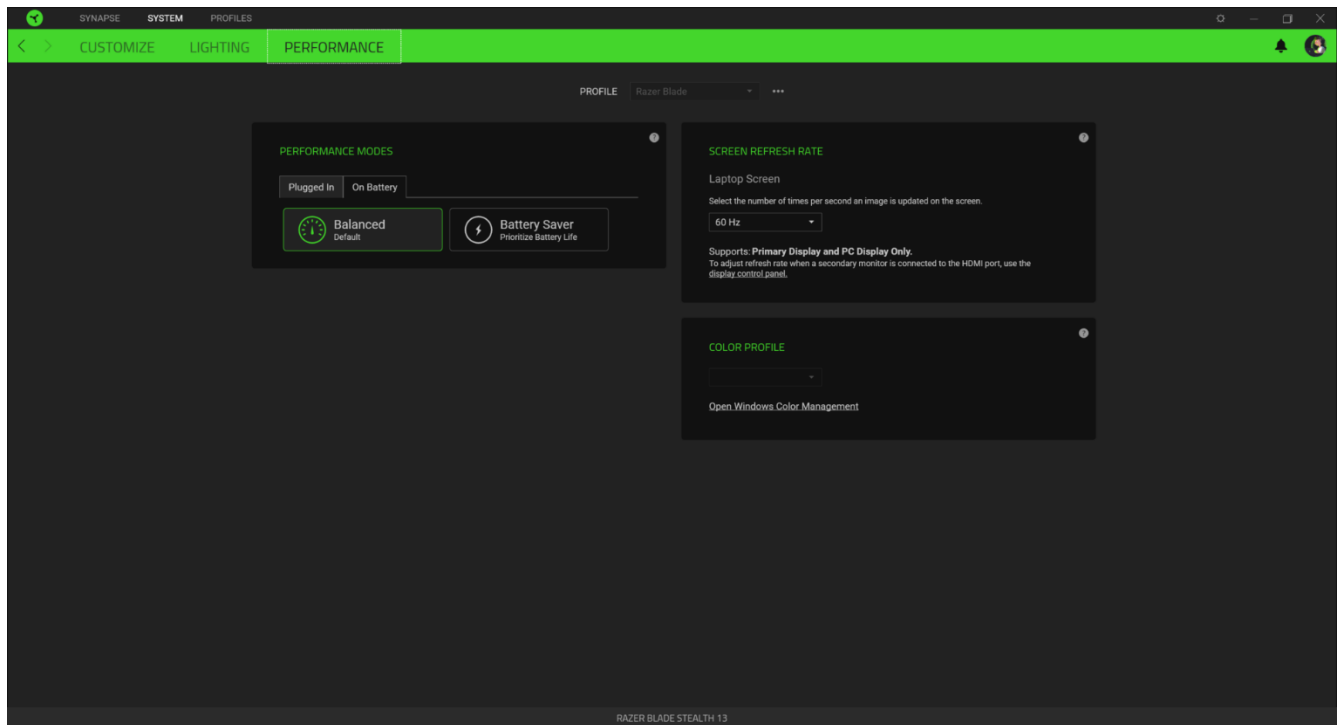 SYNAPSE SYSTEM PROFILES
CUSTOMIZE LIGHTING PERFORMANCE
PROFILE Razer Blade
PERFORMANCE MODES
Plugged In On Battery
Balanced
Default
Battery Saver
Prioritize Battery Life
SCREEN REFRESH RATE
Laptop Screen
Select the number of times per second an image is updated on the screen.
60 Hz
Supports: Primary Display and PC Display Only.
To adjust refresh rate when a secondary monitor is connected to the HDMI port, use the
display control panel.
COLOR PROFILE
Open Windows Color Management
RAZER BLADE STEALTH 13